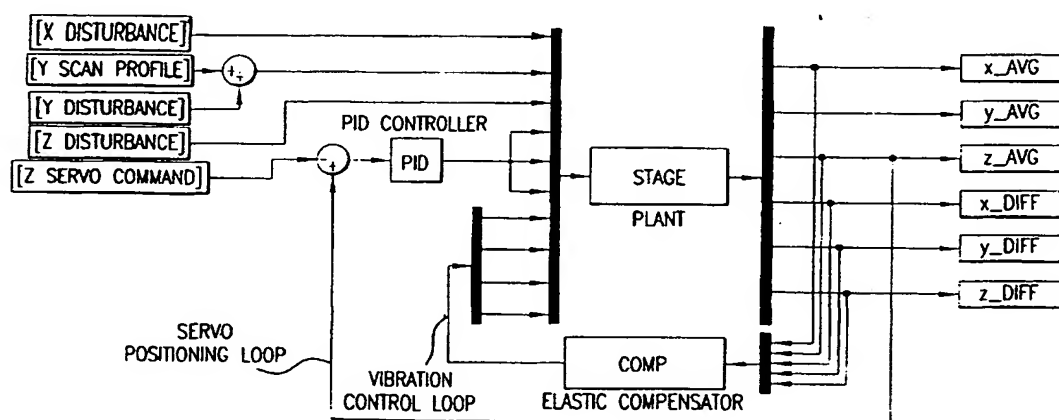 [X DISTURBANCE]
[Y SCAN PROFILE]
[Y DISTURBANCE]
[Z DISTURBANCE]
[Z SERVO COMMAND]
PID CONTROLLER
PID
STAGE
PLANT
x_AVG
y_AVG
z_AVG
x_DIFF
y_DIFF
z_DIFF
SERVO
POSITIONING LOOP
VIBRATION
CONTROL LOOP
COMP
ELASTIC COMPENSATOR